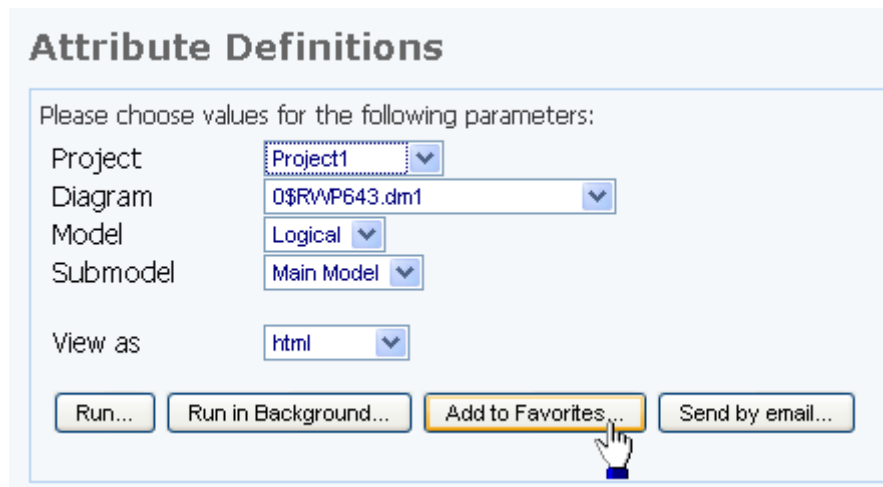 Attribute Definitions
Please choose values for the following parameters:
Project Project1
Diagram 0$RWP643.dm1
Model Logical
Submodel Main Model
View as html
Run... Run in Background... Add to Favorites... Send by email...